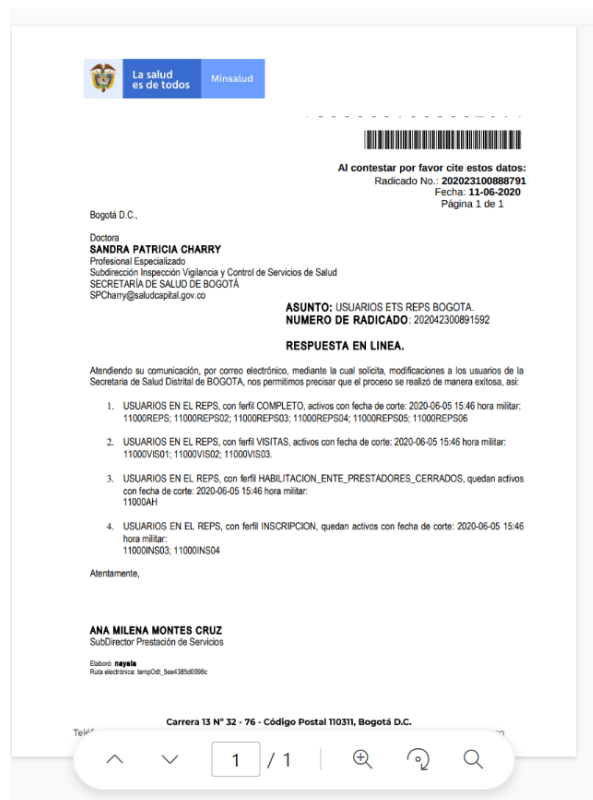 La salud
es de todos
Minsalud
Al contestar por favor cite estos datos:
Radicado No.: 202023100888791
Fecha: 11-06-2020
Página 1 de 1
Bogotá D.C.,
Doctora
SANDRA PATRICIA CHARRY
Profesional Especializado
Subdirección Inspección Vigilancia y Control de Servicios de Salud
SECRETARÍA DE SALUD DE BOGOTÁ
SPCharry@saludcapital.gov.co
ASUNTO: USUARIOS ETS REPS BOGOTA.
NUMERO DE RADICADO: 202042300891592
RESPUESTA EN LINEA.
Atendiendo su comunicación, por correo electrónico, mediante la cual solicita, modificaciones a los usuarios de la
Secretaria de Salud Distrital de BOGOTA, nos permitimos precisar que el proceso se realizó de manera exitosa, así:
1. USUARIOS EN EL REPS, con ferfil COMPLETO, activos con fecha de corte: 2020-06-05 15:46 hora militar:
11000REPS; 11000REPS02; 11000REPS03; 11000REPS04; 11000REPS05; 11000REPS06
2. USUARIOS EN EL REPS, con ferfil VISITAS, activos con fecha de corte: 2020-06-05 15:46 hora militar:
11000VIS01; 11000VIS02; 11000VIS03.
3. USUARIOS EN EL REPS, con ferfil HABILITACION_ENTE_PRESTADORES_CERRADOS, quedan activos
con fecha de corte: 2020-06-05 15:46 hora militar:
11000AH
4. USUARIOS EN EL REPS, con ferfil INSCRIPCION, quedan activos con fecha de corte: 2020-06-05 15:46
hora militar:
11000INS03; 11000INS04
Atentamente,
ANA MILENA MONTES CRUZ
SubDirector Prestación de Servicios
Elaboró: nayala
Ruta electrónica: tempOdt_5ee4385d0098c
Carrera 13 Nº 32 - 76 - Código Postal 110311, Bogotá D.C.
1 / 1